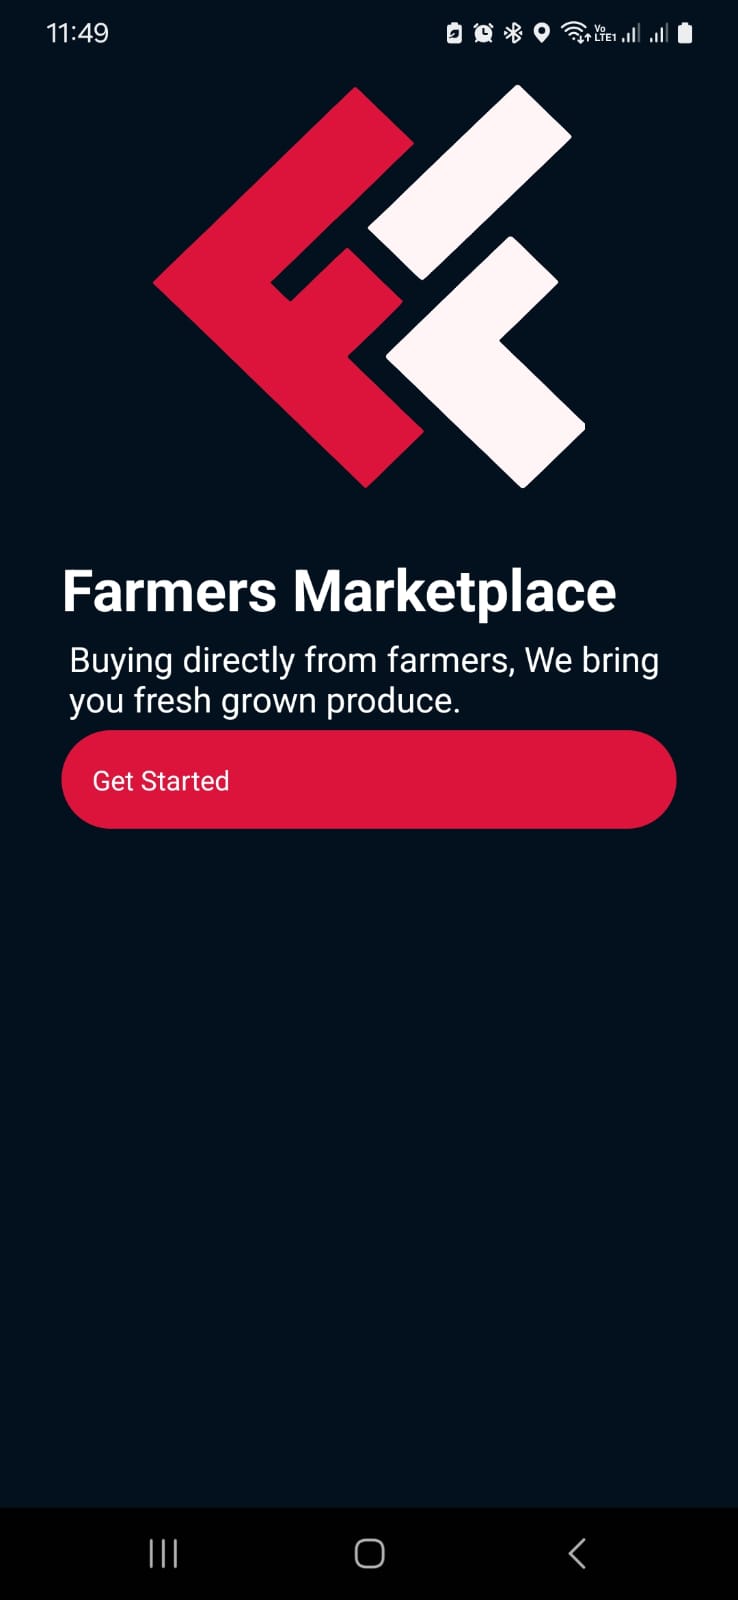 11:49
Vo
LTE1
Farmers Marketplace
Buying directly from farmers, We bring
you fresh grown produce.
Get Started